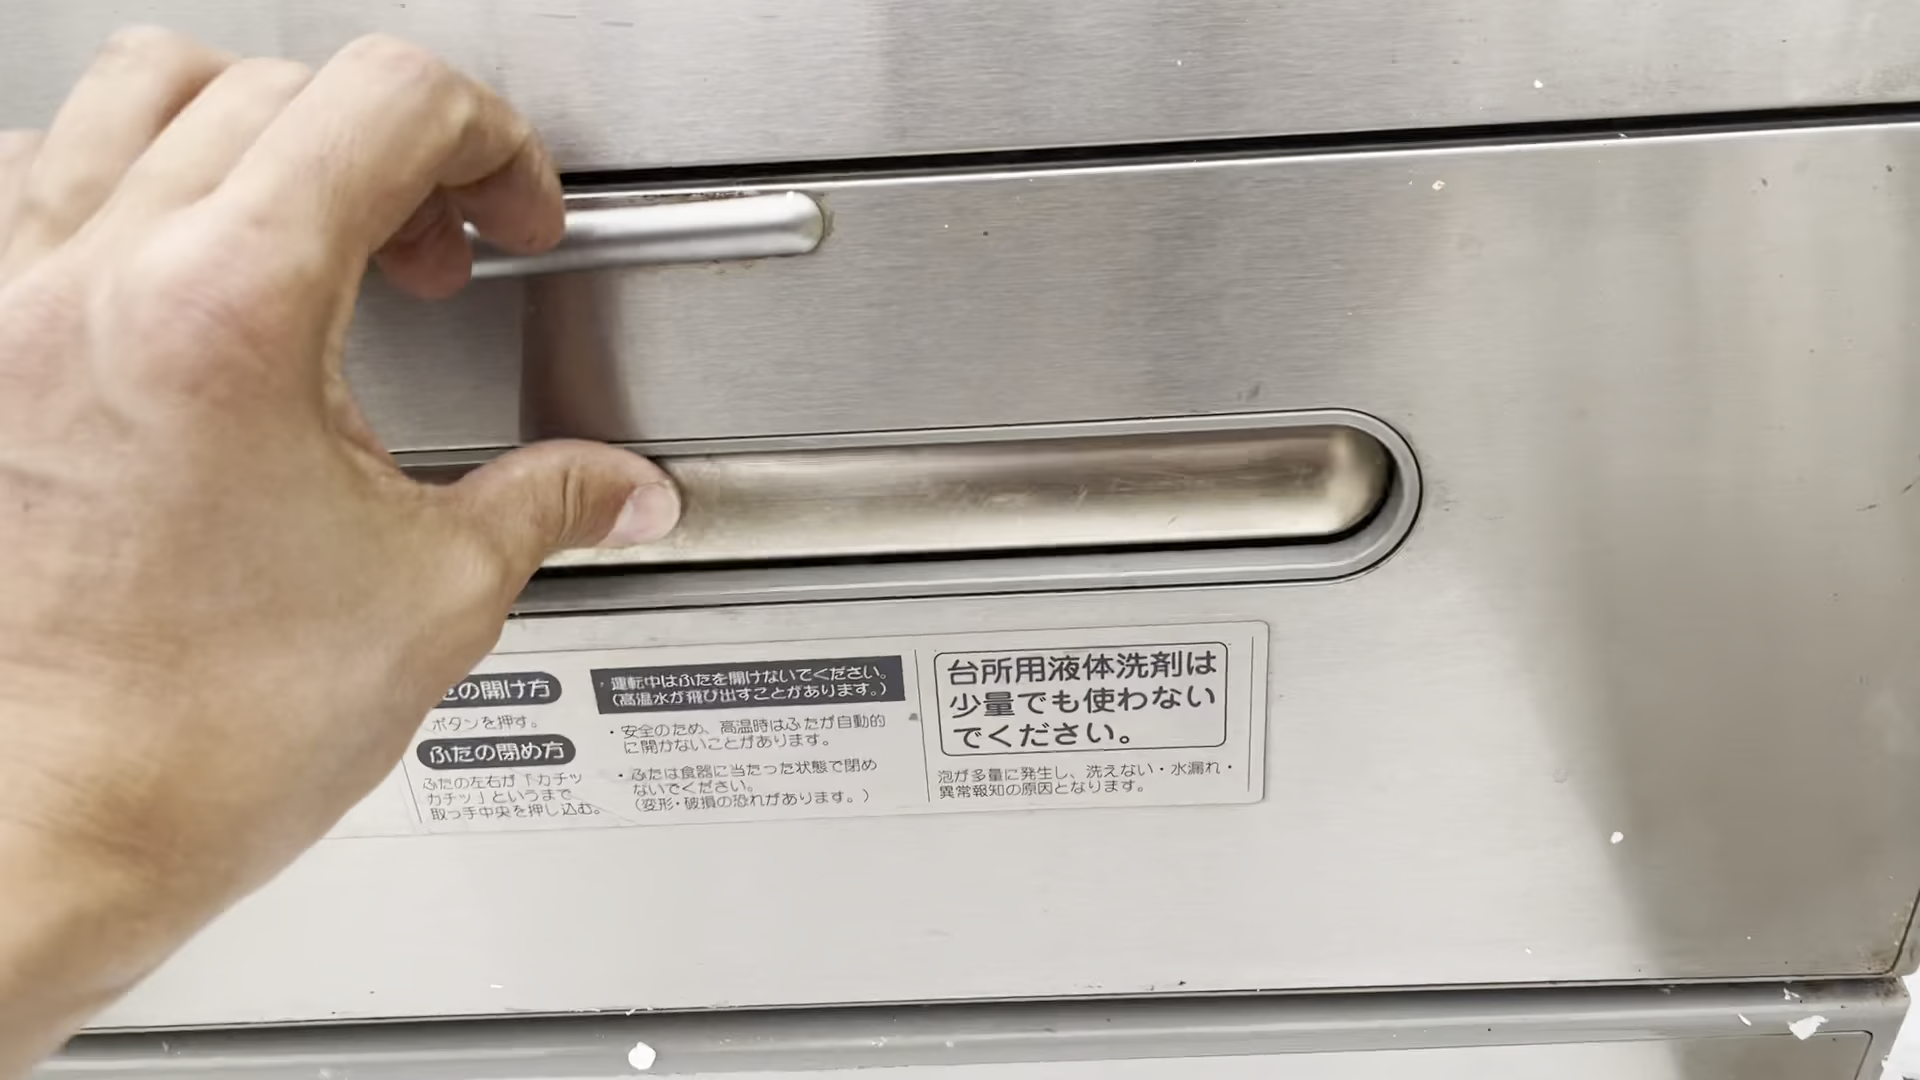 の開け方
ボタンを押す。
ふたの閉め方
ふたの左右が「カチッ
カチッ」というまで
取っ手中央を押し込む。
運転中はふたを開けないでください。
（高温水が飛び出すことがあります。）
・安全のため、高温時はふたが自動的
に開かないことがあります。
・ふたは食器に当たった状態で閉め
ないでください。
（変形・破損の恐れがあります。）
台所用液体洗剤は
少量でも使わない
でください。
泡が多量に発生し、洗えない・水漏れ・
異常報知の原因となります。